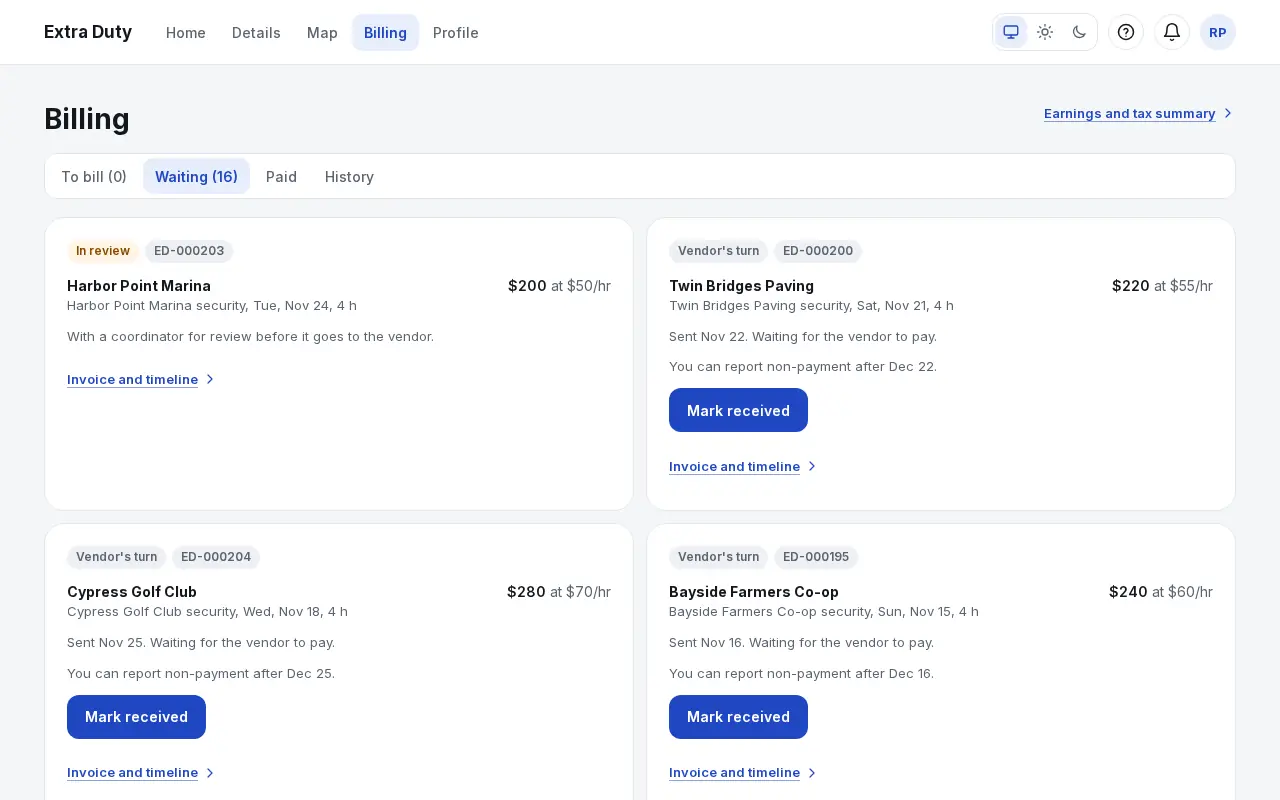 Extra Duty
Home
Details
Map
Billing
Profile
RP
Billing
Earnings and tax summary
To bill (0)
Waiting (16)
Paid
History
In review
ED-000203
Harbor Point Marina
$200 at $50/hr
Harbor Point Marina security, Tue, Nov 24, 4 h
With a coordinator for review before it goes to the vendor.
Invoice and timeline
Vendor's turn
ED-000200
Twin Bridges Paving
$220 at $55/hr
Twin Bridges Paving security, Sat, Nov 21, 4 h
Sent Nov 22. Waiting for the vendor to pay.
You can report non-payment after Dec 22.
Mark received
Invoice and timeline
Vendor's turn
ED-000204
Cypress Golf Club
$280 at $70/hr
Cypress Golf Club security, Wed, Nov 18, 4 h
Sent Nov 25. Waiting for the vendor to pay.
You can report non-payment after Dec 25.
Mark received
Invoice and timeline
Vendor's turn
ED-000195
Bayside Farmers Co-op
$240 at $60/hr
Bayside Farmers Co-op security, Sun, Nov 15, 4 h
Sent Nov 16. Waiting for the vendor to pay.
You can report non-payment after Dec 16.
Mark received
Invoice and timeline